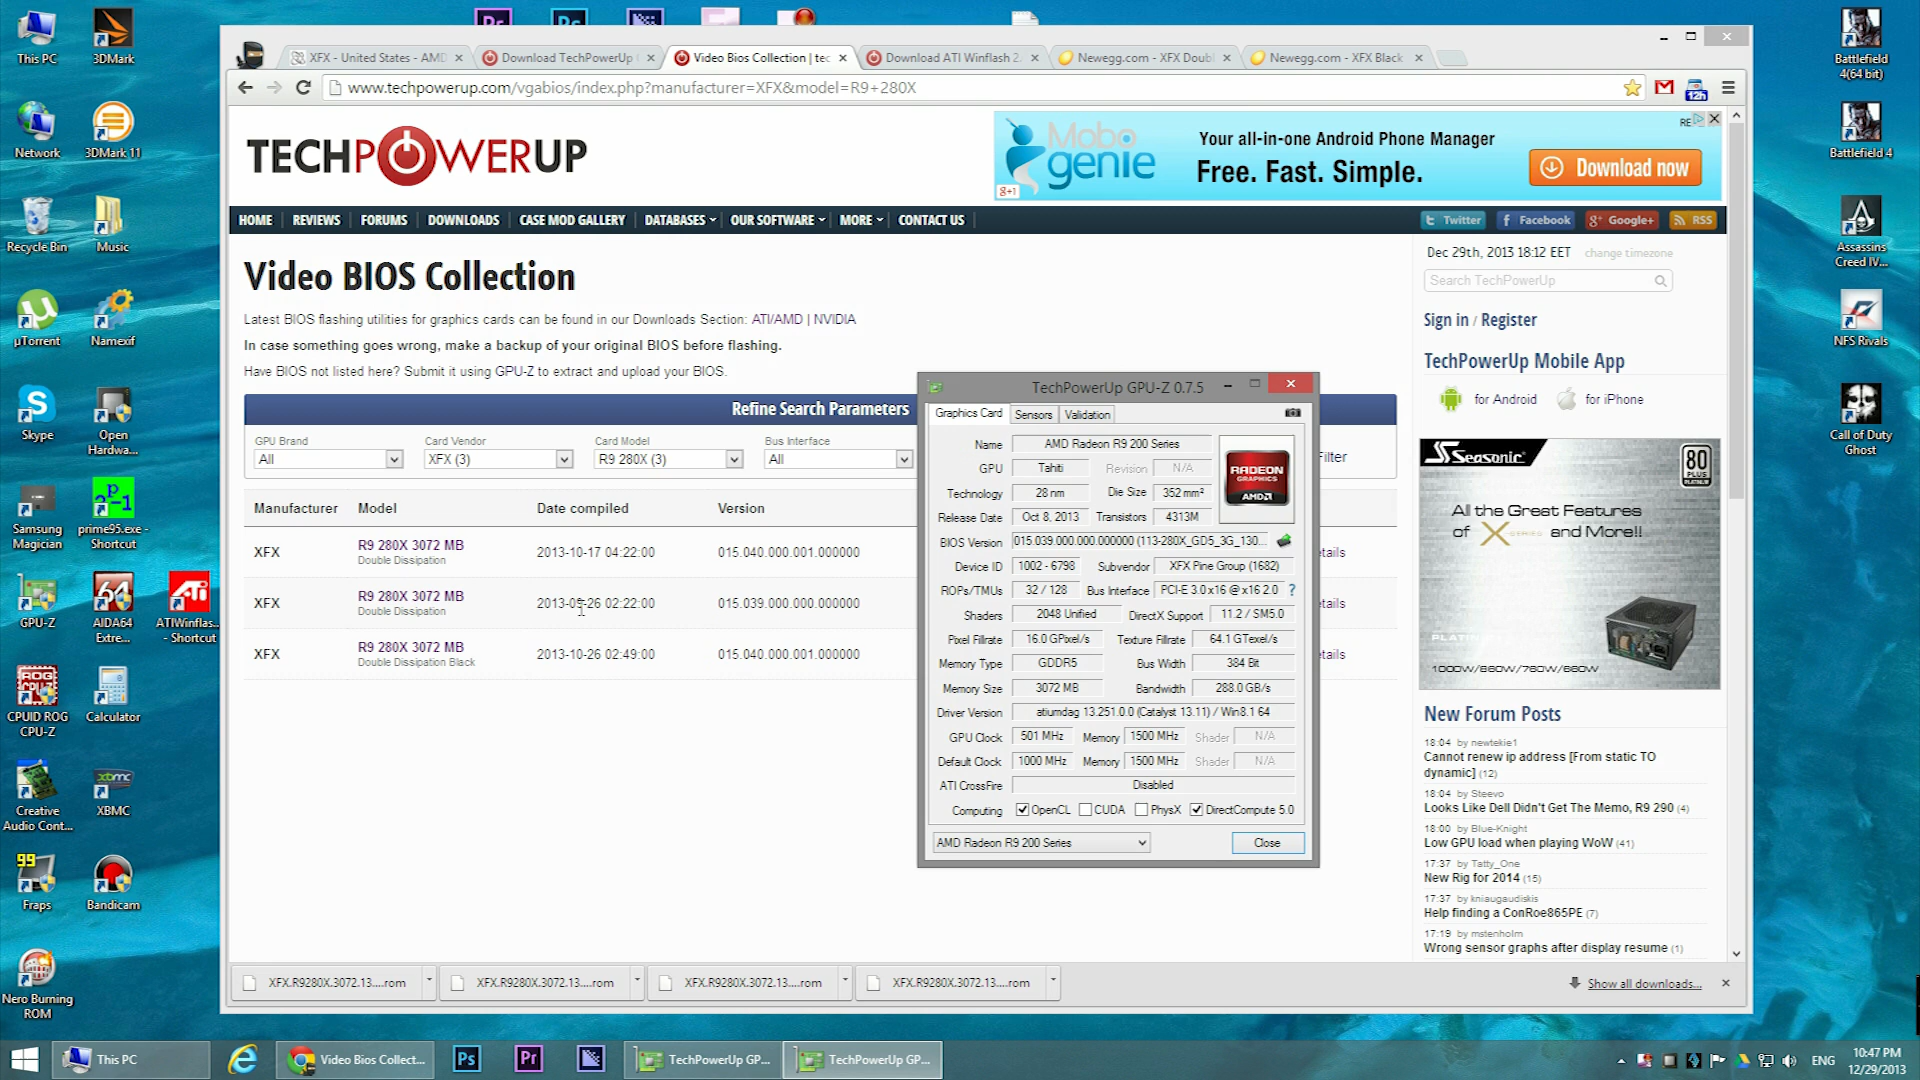 This PC
3DMark
Network
3DMark 11
Recycle Bin
Music
µTorrent
Namexif
Skype
Open
Hardwa...
Samsung
Magician
prime95.exe -
Shortcut
GPU-Z
AIDA64
Extre...
ATIWinflas...
- Shortcut
CPUID ROG
CPU-Z
Calculator
Creative
Audio Cont...
XBMC
Fraps
Bandicam
Nero Burning
ROM
Battlefield
4(64 bit)
Battlefield 4
Assassins
Creed IV...
NFS Rivals
Call of Duty
Ghost
XFX - United States - AMD
Download TechPowerUp
Video Bios Collection | tec
Download ATI Winflash 2.
Newegg.com - XFX Doubl
Newegg.com - XFX Black
www.techpowerup.com/vgabios/index.php?manufacturer=XFX&model=R9+280X
12h
TECHPOWERUP
Mobo
genie
g+1
Your all-in-one Android Phone Manager
Free. Fast. Simple.
Download now
HOME REVIEWS FORUMS DOWNLOADS CASE MOD GALLERY DATABASES OUR SOFTWARE MORE CONTACT US
Twitter Facebook Google+ RSS
Video BIOS Collection
Latest BIOS flashing utilities for graphics cards can be found in our Downloads Section: ATI/AMD | NVIDIA
In case something goes wrong, make a backup of your original BIOS before flashing.
Have BIOS not listed here? Submit it using GPU-Z to extract and upload your BIOS.
Refine Search Parameters
GPU Brand Card Vendor Card Model Bus Interface
All XFX (3) R9 280X (3) All
Filter
Manufacturer Model Date compiled Version
XFX R9 280X 3072 MB 2013-10-17 04:22:00 015.040.000.001.000000
Double Dissipation
etails
XFX R9 280X 3072 MB 2013-09-26 02:22:00 015.039.000.000.000000
Double Dissipation
etails
XFX R9 280X 3072 MB 2013-10-26 02:49:00 015.040.000.001.000000
Double Dissipation Black
etails
TechPowerUp GPU-Z 0.7.5
Graphics Card Sensors Validation
Name AMD Radeon R9 200 Series
GPU Tahiti Revision N/A
Technology 28 nm Die Size 352 mm²
Release Date Oct 8, 2013 Transistors 4313M
BIOS Version 015.039.000.000.000000 (113-280X_GD5_3G_130...
Device ID 1002 - 6798 Subvendor XFX Pine Group (1682)
ROPs/TMUs 32 / 128 Bus Interface PCI-E 3.0 x16 @ x16 2.0 ?
Shaders 2048 Unified DirectX Support 11.2 / SM5.0
Pixel Fillrate 16.0 GPixel/s Texture Fillrate 64.1 GTexel/s
Memory Type GDDR5 Bus Width 384 Bit
Memory Size 3072 MB Bandwidth 288.0 GB/s
Driver Version atiumdag 13.251.0.0 (Catalyst 13.11) / Win8.1 64
GPU Clock 501 MHz Memory 1500 MHz Shader N/A
Default Clock 1000 MHz Memory 1500 MHz Shader N/A
ATI CrossFire Disabled
Computing OpenCL CUDA PhysX DirectCompute 5.0
AMD Radeon R9 200 Series Close
RADEON
GRAPHICS
AMD
Dec 29th, 2013 18:12 EET change timezone
Search TechPowerUp
Sign in / Register
TechPowerUp Mobile App
for Android for iPhone
Seasonic
80
PLUS
PLATINUM
All the Great Features
of X SERIES and More!!
PLATINUM
1000W/860W/760W/660W
New Forum Posts
18:04 by newtekie1
Cannot renew ip address [From static TO
dynamic] (12)
18:04 by Steevo
Looks Like Dell Didn't Get The Memo, R9 290 (4)
18:00 by Blue-Knight
Low GPU load when playing WoW (41)
17:37 by Tatty_One
New Rig for 2014 (15)
17:37 by kniaugaudiskis
Help finding a ConRoe865PE (7)
17:19 by mstenholm
Wrong sensor graphs after display resume (1)
XFX.R9280X.3072.13....rom
XFX.R9280X.3072.13....rom
XFX.R9280X.3072.13....rom
XFX.R9280X.3072.13....rom
Show all downloads...
This PC
Video Bios Collect...
Ps
Pr
TechPowerUp GP...
TechPowerUp GP...
ENG
10:47 PM
12/29/2013